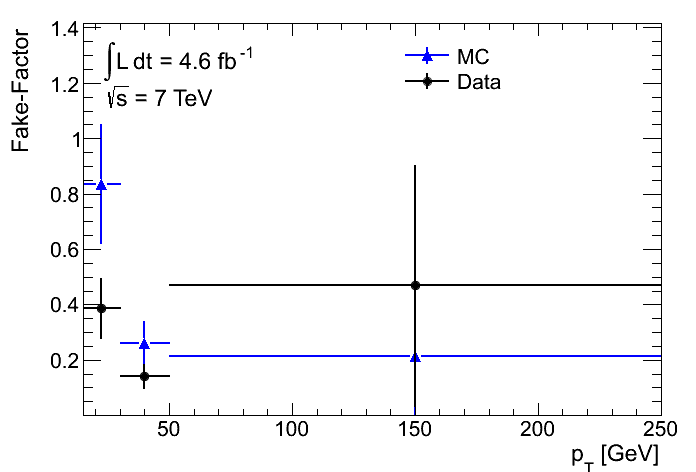 Fake-Factor
1.4
1.2
1
0.8
0.6
0.4
0.2
∫L dt = 4.6 fb⁻¹
√s = 7 TeV
MC
Data
50
100
150
200
250
p_T [GeV]